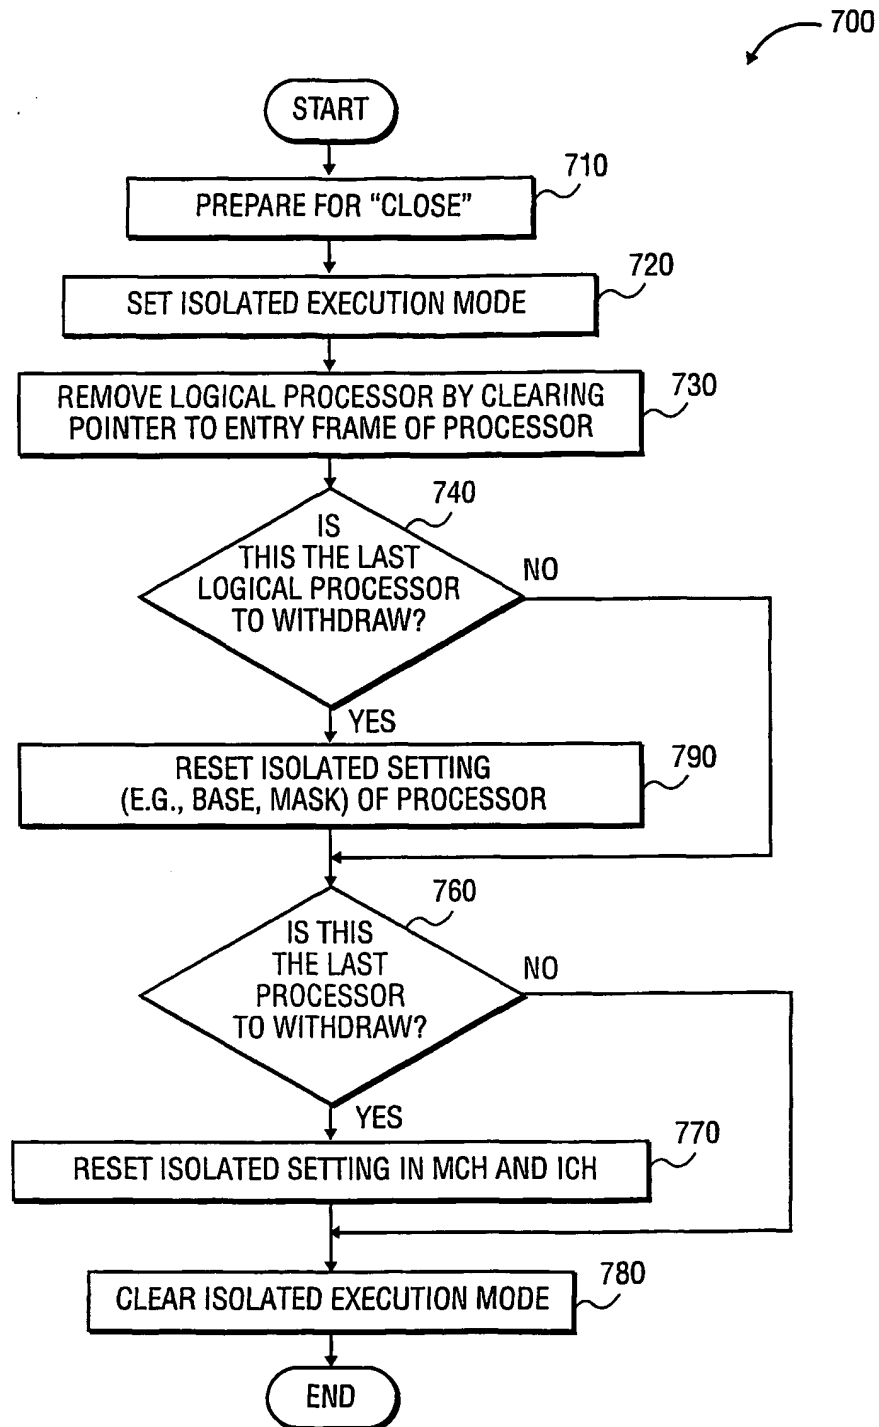 700
START
710
PREPARE FOR “CLOSE”
720
SET ISOLATED EXECUTION MODE
730
REMOVE LOGICAL PROCESSOR BY CLEARING
POINTER TO ENTRY FRAME OF PROCESSOR
740
IS
THIS THE LAST
LOGICAL PROCESSOR
TO WITHDRAW?
NO
YES
790
RESET ISOLATED SETTING
(E.G., BASE, MASK) OF PROCESSOR
760
IS THIS
THE LAST
PROCESSOR
TO WITHDRAW?
NO
YES
770
RESET ISOLATED SETTING IN MCH AND ICH
780
CLEAR ISOLATED EXECUTION MODE
END